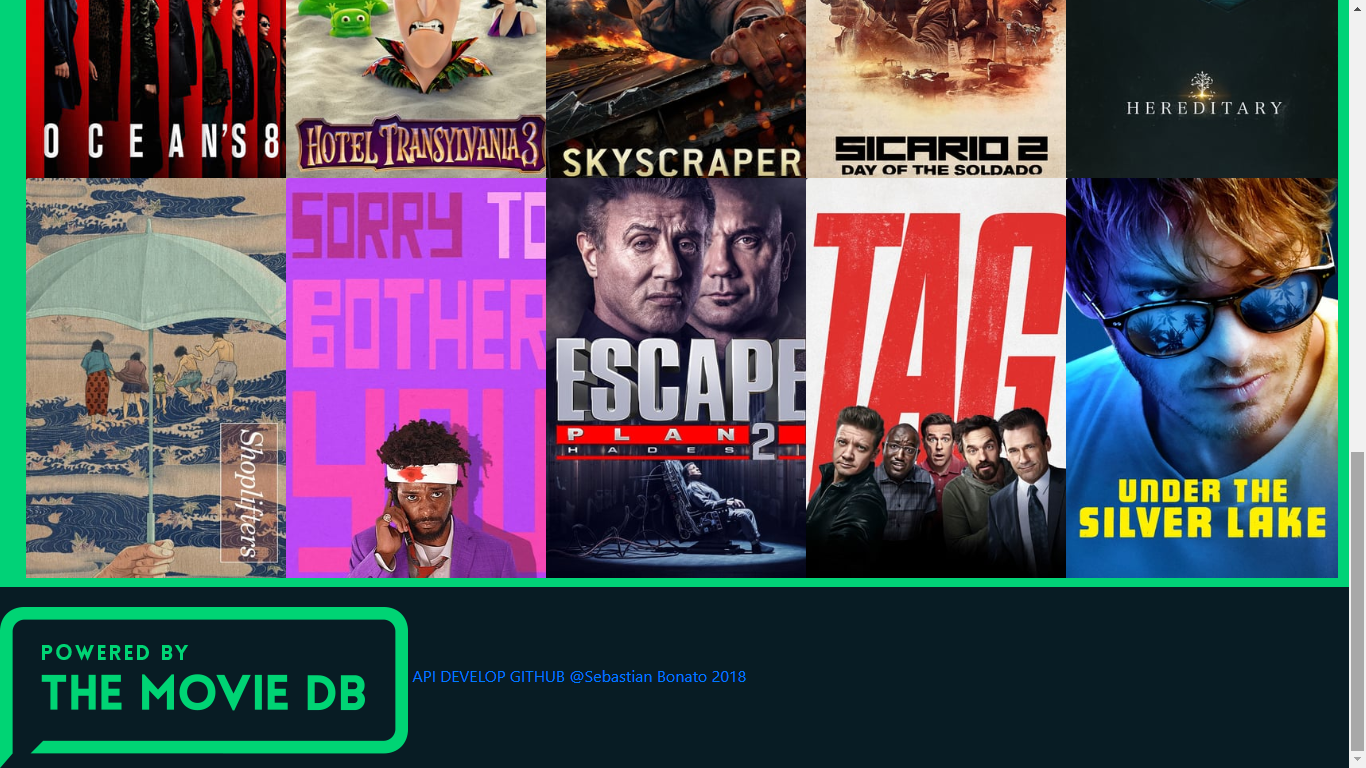 OCEAN'S 8
HOTEL TRANSYLVANIA 3
SKYSCRAPER
SICARIO 2
DAY OF THE SOLDADO
HEREDITARY
Shoplifters
SORRY TO
BOTHER
YOU
ESCAPE
PLAN 2
HADES
TAG
UNDER THE
SILVER LAKE
POWERED BY
THE MOVIE DB
API DEVELOP GITHUB @Sebastian Bonato 2018